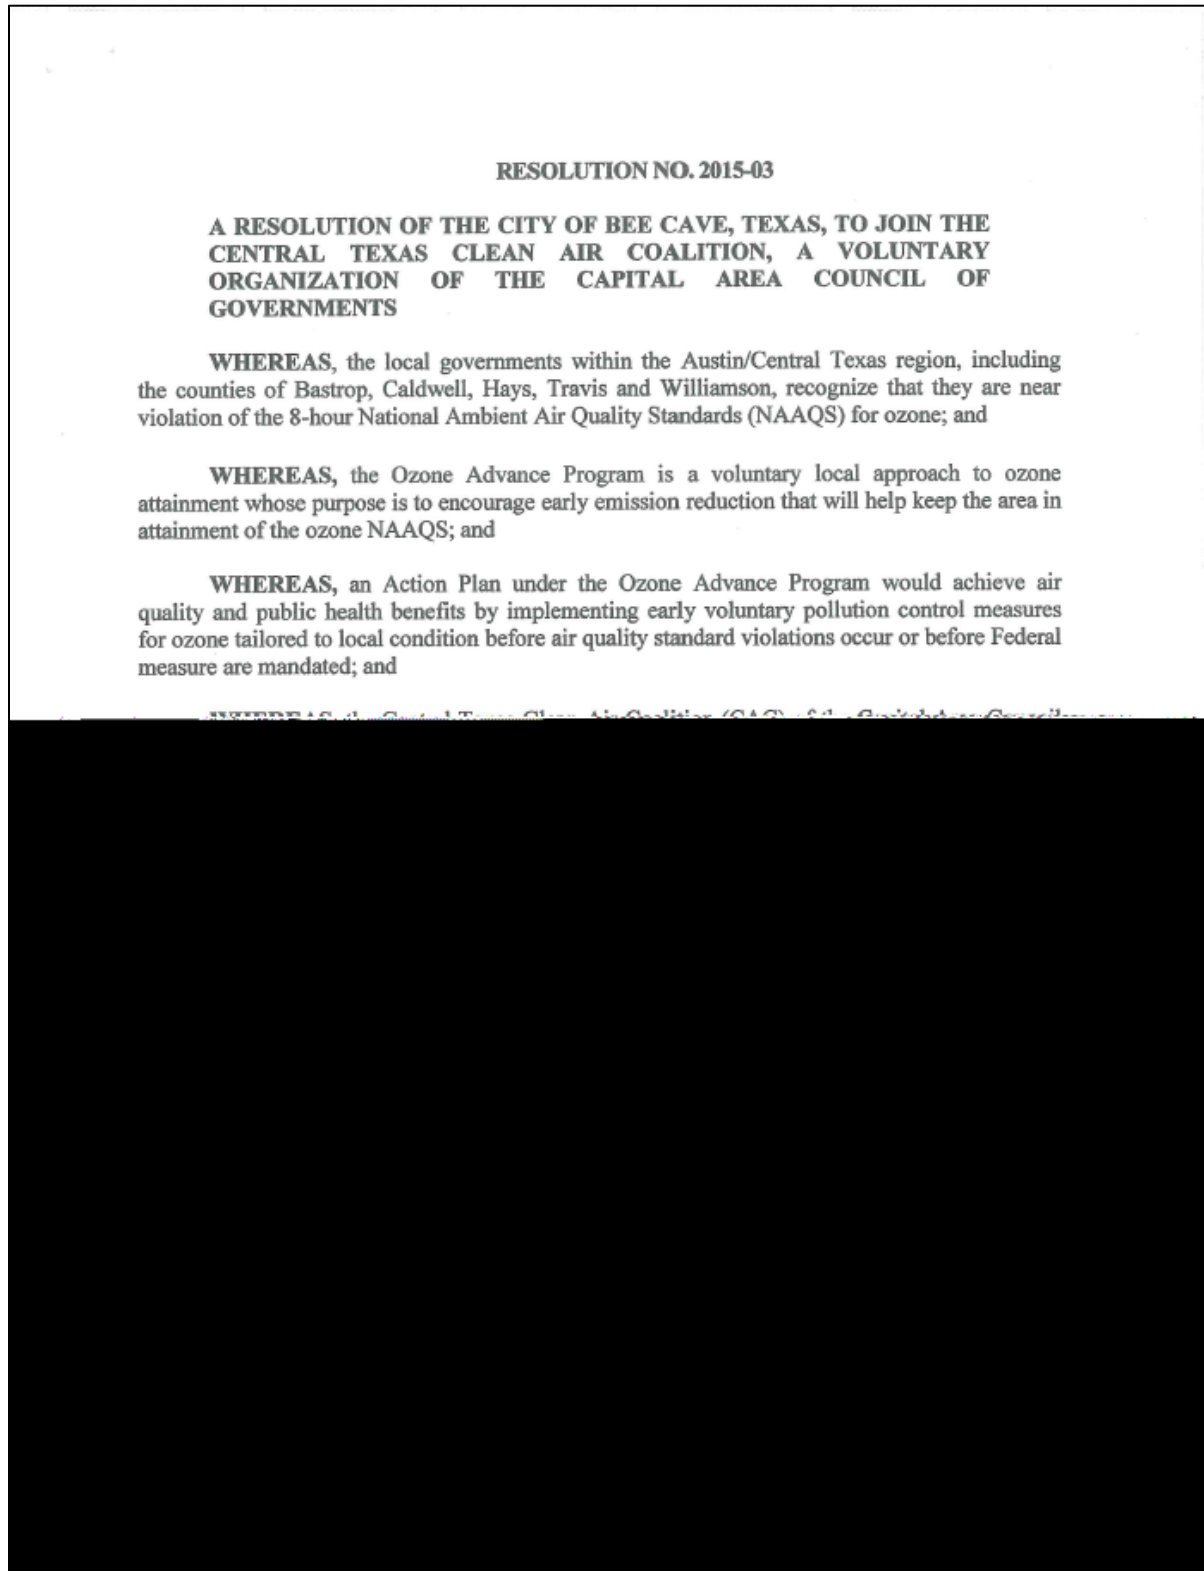 RESOLUTION NO. 2015-03
A RESOLUTION OF THE CITY OF BEE CAVE, TEXAS, TO JOIN THE
CENTRAL TEXAS CLEAN AIR COALITION, A VOLUNTARY
ORGANIZATION OF THE CAPITAL AREA COUNCIL OF
GOVERNMENTS
WHEREAS, the local governments within the Austin/Central Texas region, including
the counties of Bastrop, Caldwell, Hays, Travis and Williamson, recognize that they are near
violation of the 8-hour National Ambient Air Quality Standards (NAAQS) for ozone; and
WHEREAS, the Ozone Advance Program is a voluntary local approach to ozone
attainment whose purpose is to encourage early emission reduction that will help keep the area in
attainment of the ozone NAAQS; and
WHEREAS, an Action Plan under the Ozone Advance Program would achieve air
quality and public health benefits by implementing early voluntary pollution control measures
for ozone tailored to local condition before air quality standard violations occur or before Federal
measure are mandated; and